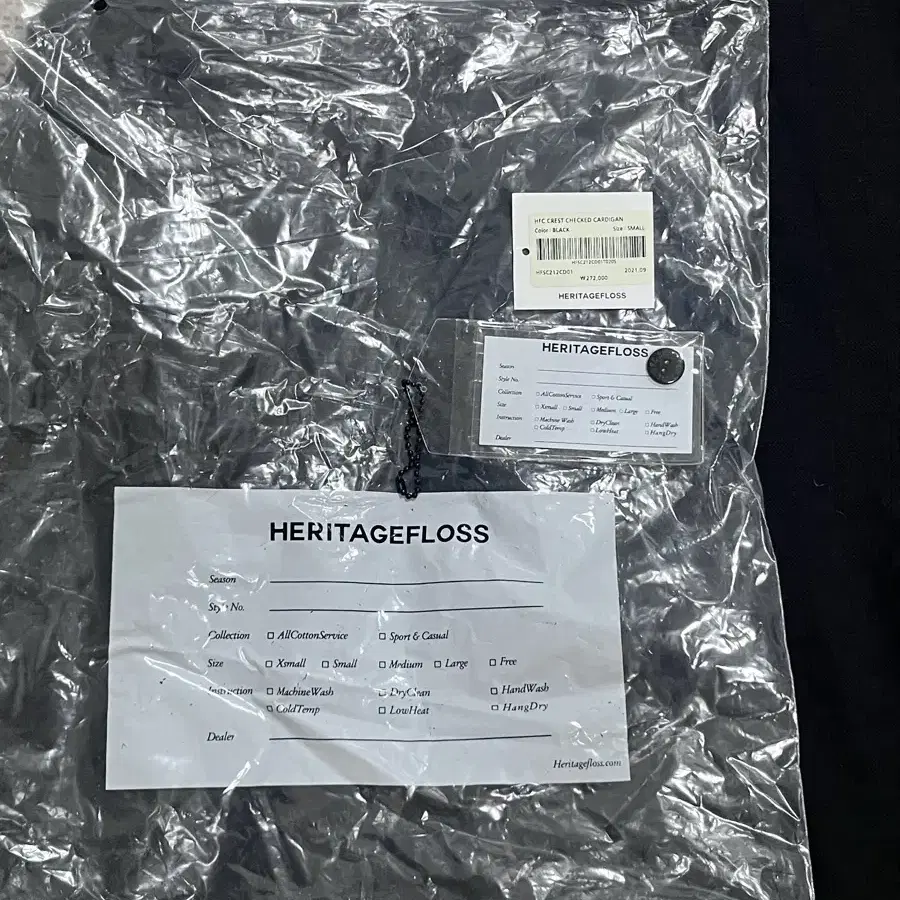 HFC CREST CHECKED CARDIGAN
Color : BLACK Size : SMALL
HFSC212CD01 2021.09
₩272,000
HERITAGEFLOSS
HERITAGEFLOSS
Season
Style No.
Collection □ AllCottonService □ Sport & Casual
Size □ Xsmall □ Small □ Medium □ Large □ Free
Instruction □ Machine Wash □ DryClean □ HandWash
□ ColdTemp □ LowHeat □ HangDry
Dealer
HERITAGEFLOSS
Season
Style No.
Collection □ AllCottonService □ Sport & Casual
Size □ Xsmall □ Small □ Medium □ Large □ Free
Instruction □ MachineWash □ DryClean □ HandWash
□ ColdTemp □ LowHeat □ HangDry
Dealer
Heritagefloss.com